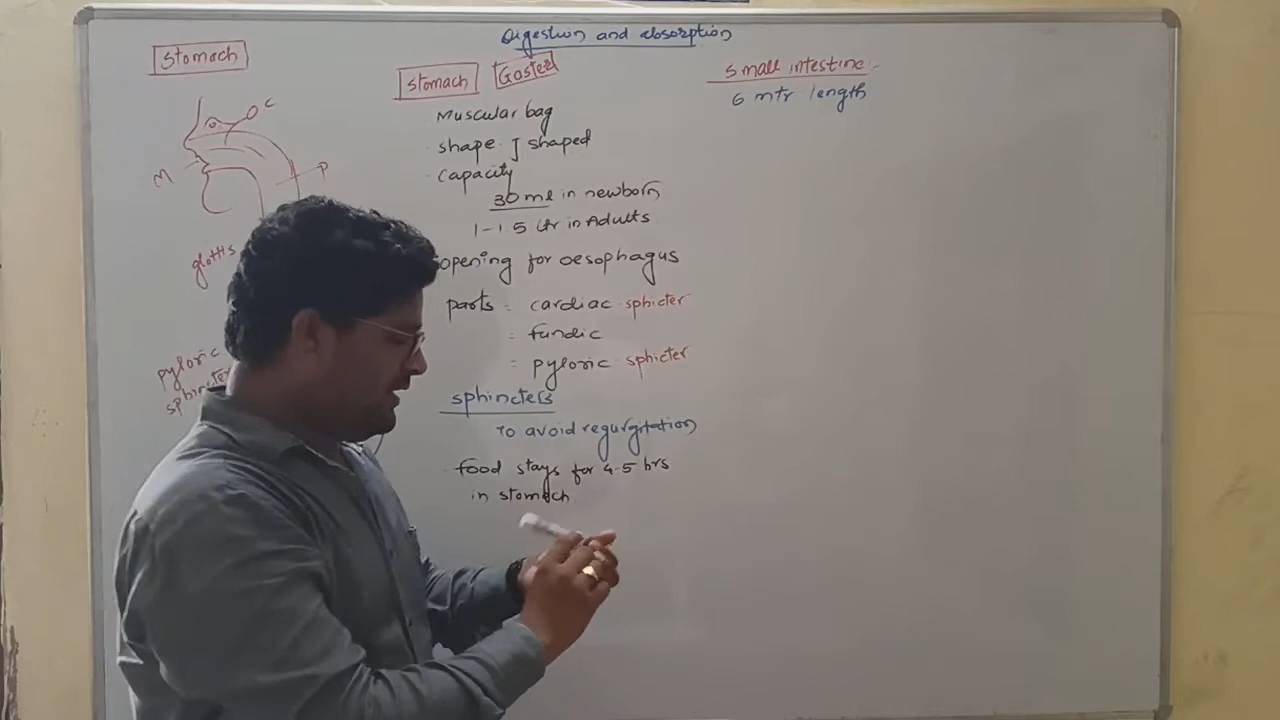 Digestion and absorption
stomach
C
M
P
glottis
pyloric
sphincter
stomach Gaster
Muscular bag
shape J shaped
capacity
30 ml in newborn
1-1.5 ltr in Adults
opening for oesophagus
parts = cardiac sphicter
= fundic
= pyloric sphicter
sphincters
to avoid regurgitation
food stays for 4-5 hrs
in stomach
small intestine:-
6 mtr length